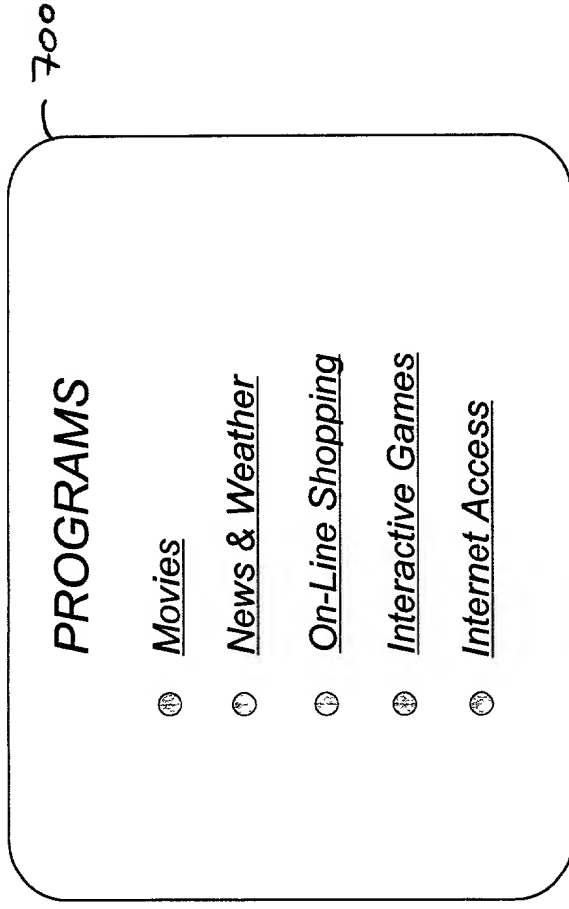 700
PROGRAMS
Movies
News & Weather
On-Line Shopping
Interactive Games
Internet Access